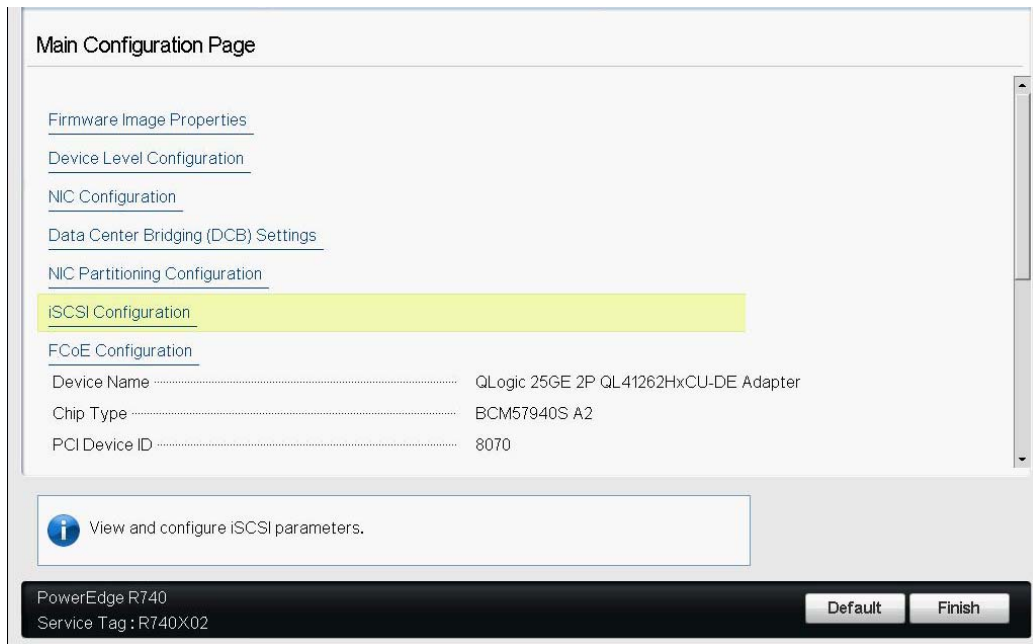 Main Configuration Page
Firmware Image Properties
Device Level Configuration
NIC Configuration
Data Center Bridging (DCB) Settings
NIC Partitioning Configuration
iSCSI Configuration
FCoE Configuration
Device Name QLogic 25GE 2P QL41262HxCU-DE Adapter
Chip Type BCM57940S A2
PCI Device ID 8070
View and configure iSCSI parameters.
PowerEdge R740
Service Tag : R740X02
Default Finish